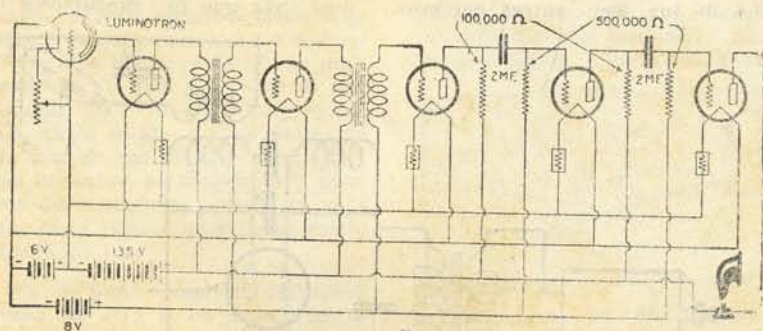 LUMINOTRON
100,000 Ω
500,000 Ω
2MF.
2MF.
6V
135V
8V